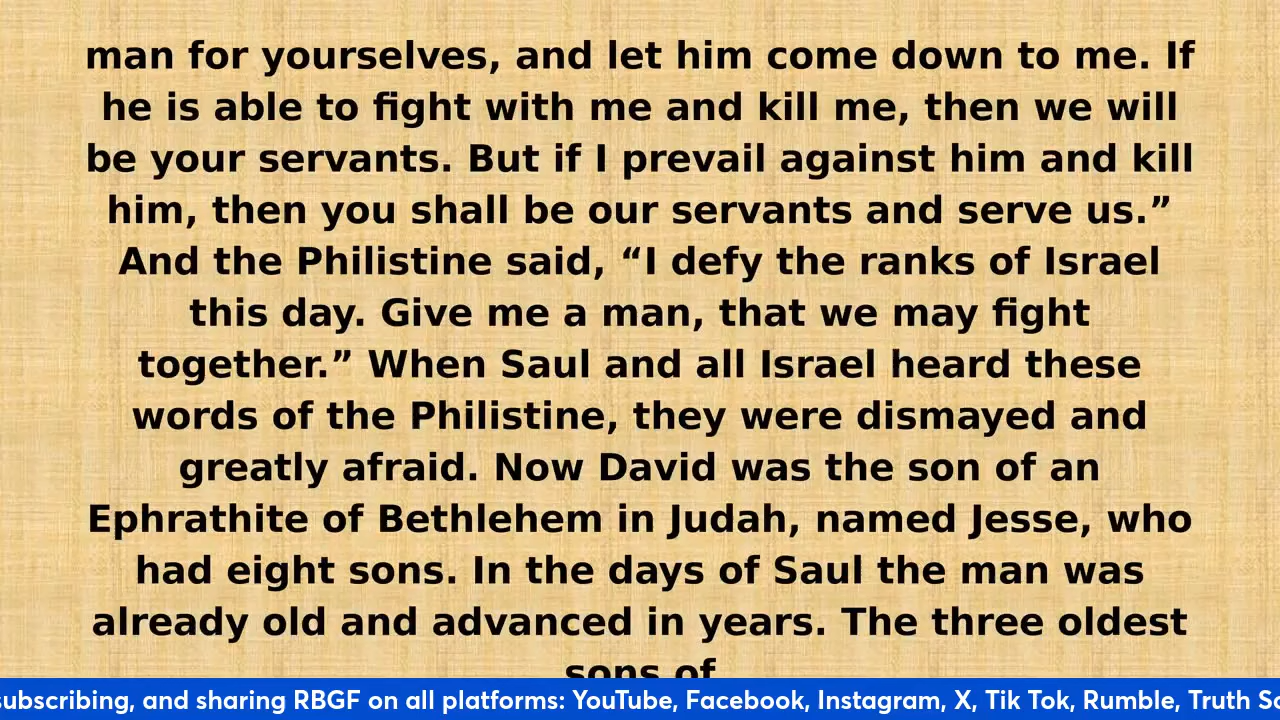 man for yourselves, and let him come down to me. If
he is able to fight with me and kill me, then we will
be your servants. But if I prevail against him and kill
him, then you shall be our servants and serve us.”
And the Philistine said, “I defy the ranks of Israel
this day. Give me a man, that we may fight
together.” When Saul and all Israel heard these
words of the Philistine, they were dismayed and
greatly afraid. Now David was the son of an
Ephrathite of Bethlehem in Judah, named Jesse, who
had eight sons. In the days of Saul the man was
already old and advanced in years. The three oldest
sons of
subscribing, and sharing RBGF on all platforms: YouTube, Facebook, Instagram, X, Tik Tok, Rumble, Truth